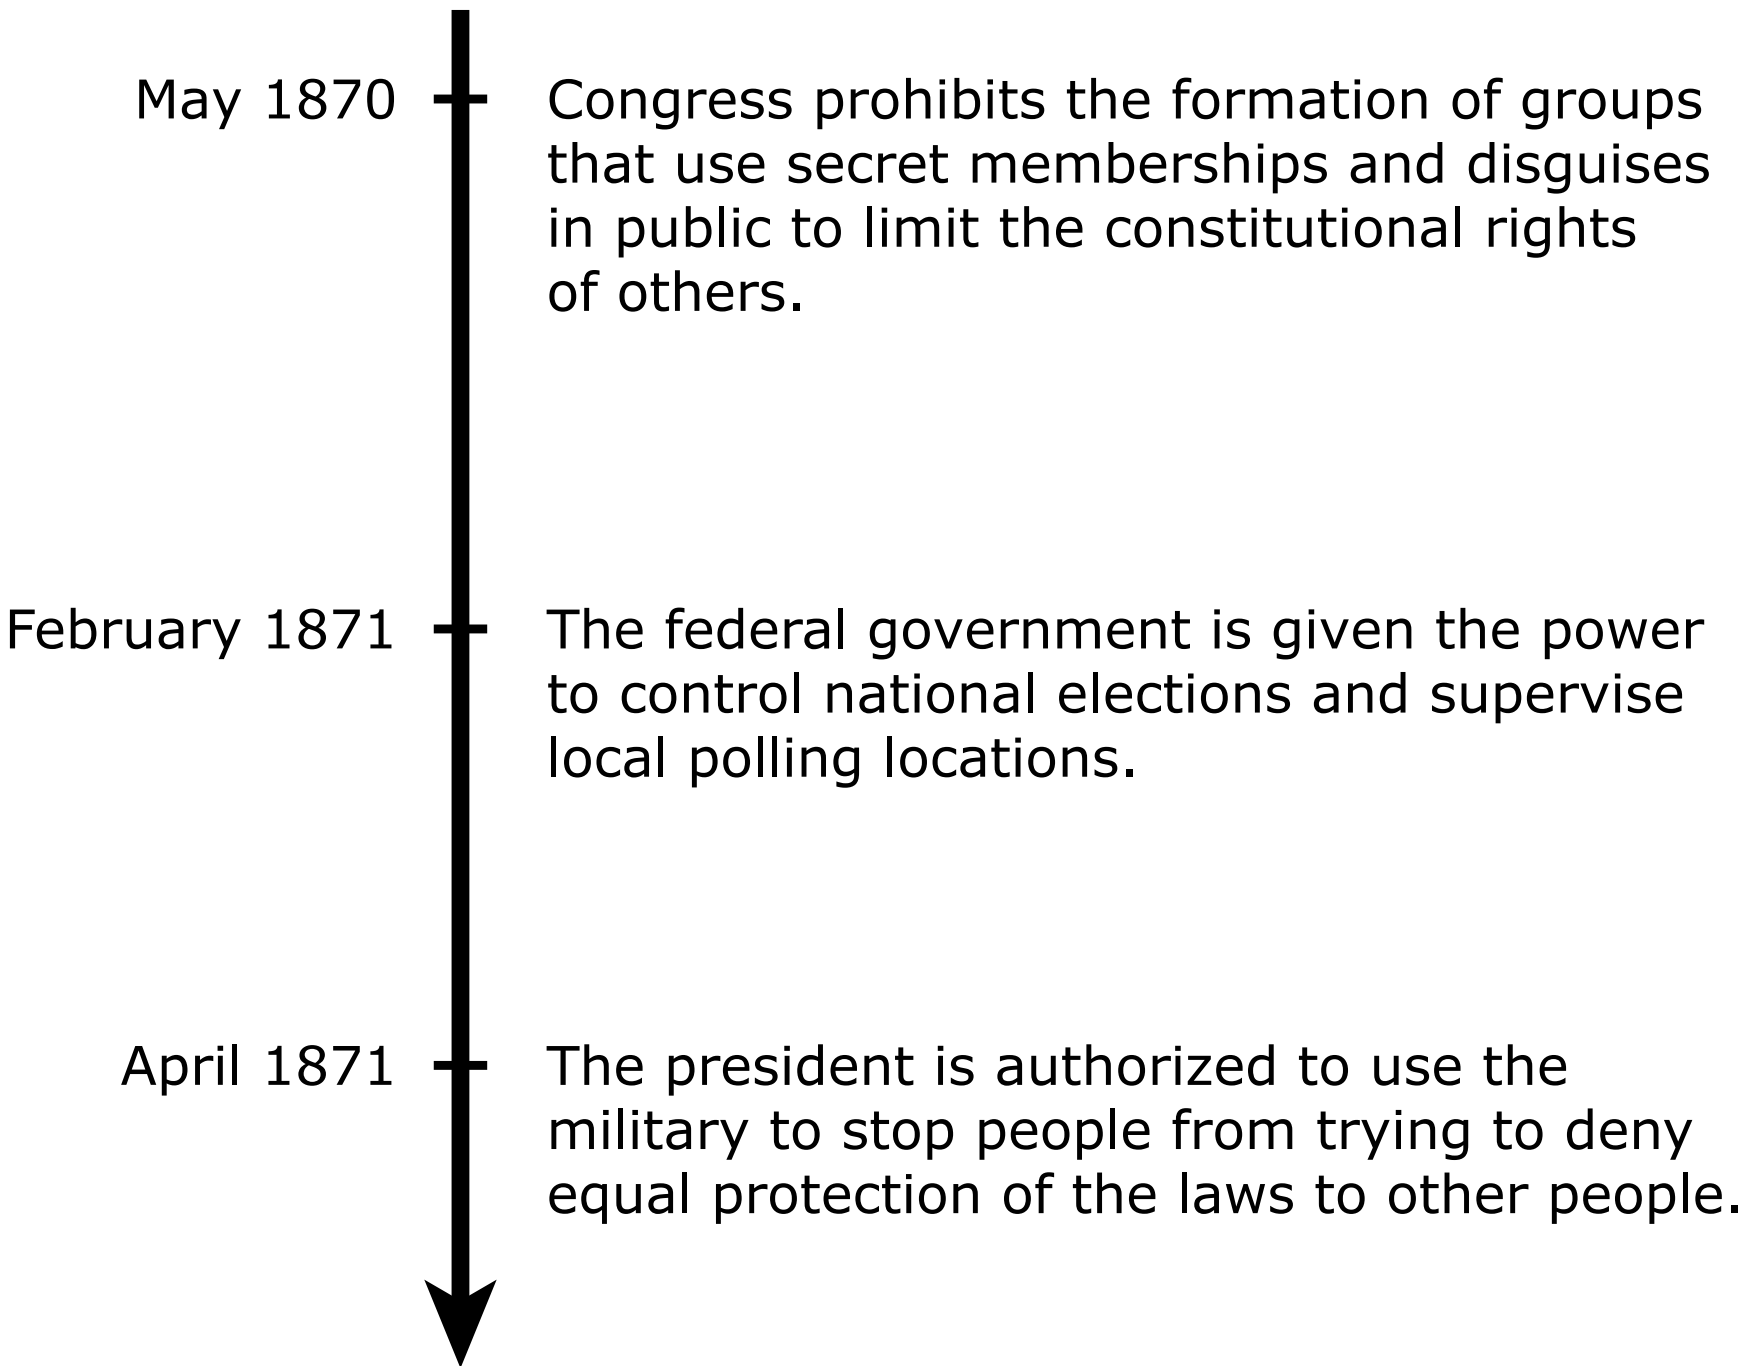 May 1870
Congress prohibits the formation of groups
that use secret memberships and disguises
in public to limit the constitutional rights
of others.
February 1871
The federal government is given the power
to control national elections and supervise
local polling locations.
April 1871
The president is authorized to use the
military to stop people from trying to deny
equal protection of the laws to other people.